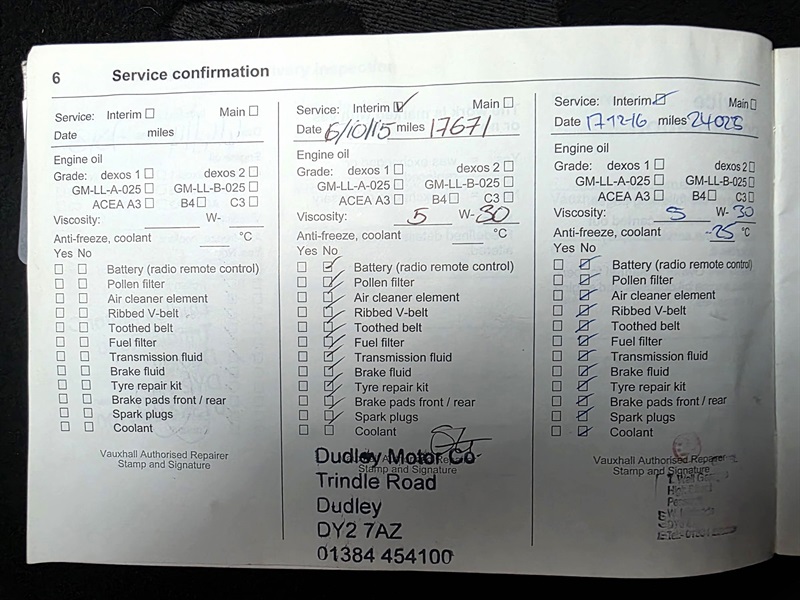 6 Service confirmation
Service: Interim Main
Date miles
Engine oil
Grade: dexos 1 dexos 2
GM-LL-A-025 GM-LL-B-025
ACEA A3 B4 C3
Viscosity: W-
Anti-freeze, coolant °C
Yes No
Battery (radio remote control)
Pollen filter
Air cleaner element
Ribbed V-belt
Toothed belt
Fuel filter
Transmission fluid
Brake fluid
Tyre repair kit
Brake pads front / rear
Spark plugs
Coolant
Vauxhall Authorised Repairer
Stamp and Signature
Service: Interim Main
Date 6/10/15 miles 17671
Engine oil
Grade: dexos 1 dexos 2
GM-LL-A-025 GM-LL-B-025
ACEA A3 B4 C3
Viscosity: 5 W-30
Anti-freeze, coolant °C
Yes No
Battery (radio remote control)
Pollen filter
Air cleaner element
Ribbed V-belt
Toothed belt
Fuel filter
Transmission fluid
Brake fluid
Tyre repair kit
Brake pads front / rear
Spark plugs
Coolant
Authorised Repairer
Stamp and Signature
Dudley Motor Co
Trindle Road
Dudley
DY2 7AZ
01384 454100
Service: Interim Main
Date 17-12-16 miles 24025
Engine oil
Grade: dexos 1 dexos 2
GM-LL-A-025 GM-LL-B-025
ACEA A3 B4 C3
Viscosity: 5 W-30
Anti-freeze, coolant -25 °C
Yes No
Battery (radio remote control)
Pollen filter
Air cleaner element
Ribbed V-belt
Toothed belt
Fuel filter
Transmission fluid
Brake fluid
Tyre repair kit
Brake pads front / rear
Spark plugs
Coolant
Vauxhall Authorised Repairer
Stamp and Signature